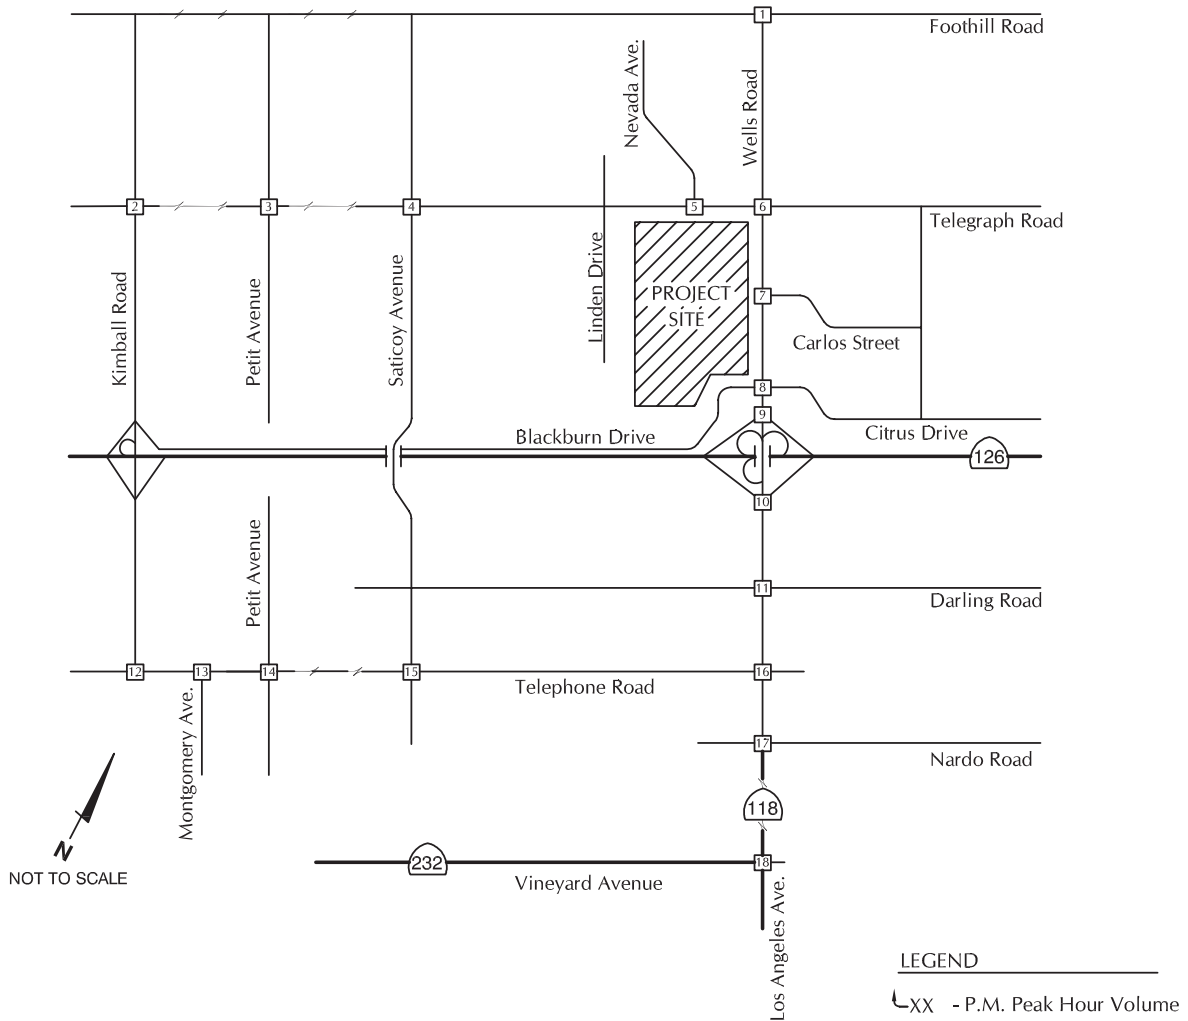 1
Foothill Road
Nevada Ave.
Wells Road
2
3
4
5
6
Telegraph Road
Kimball Road
Petit Avenue
Saticoy Avenue
Linden Drive
PROJECT
SITE
7
Carlos Street
8
9
Blackburn Drive
Citrus Drive
126
10
Petit Avenue
11
Darling Road
12
13
14
15
16
Telephone Road
Montgomery Ave.
17
Nardo Road
118
N
NOT TO SCALE
232
18
Vineyard Avenue
Los Angeles Ave.
LEGEND
XX - P.M. Peak Hour Volume